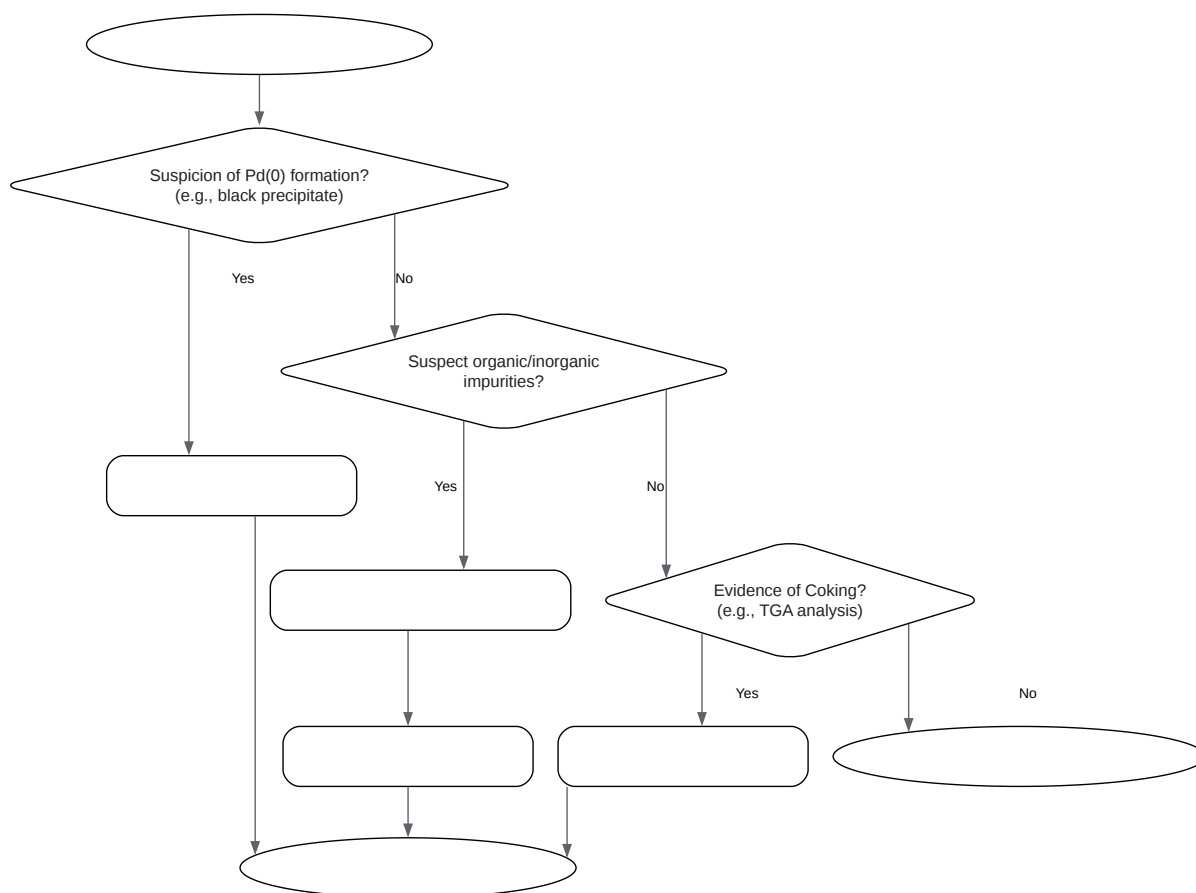 Suspicion of Pd(0) formation?
(e.g., black precipitate)
Yes
No
Suspect organic/inorganic
impurities?
Yes
No
Evidence of Coking?
(e.g., TGA analysis)
Yes
No